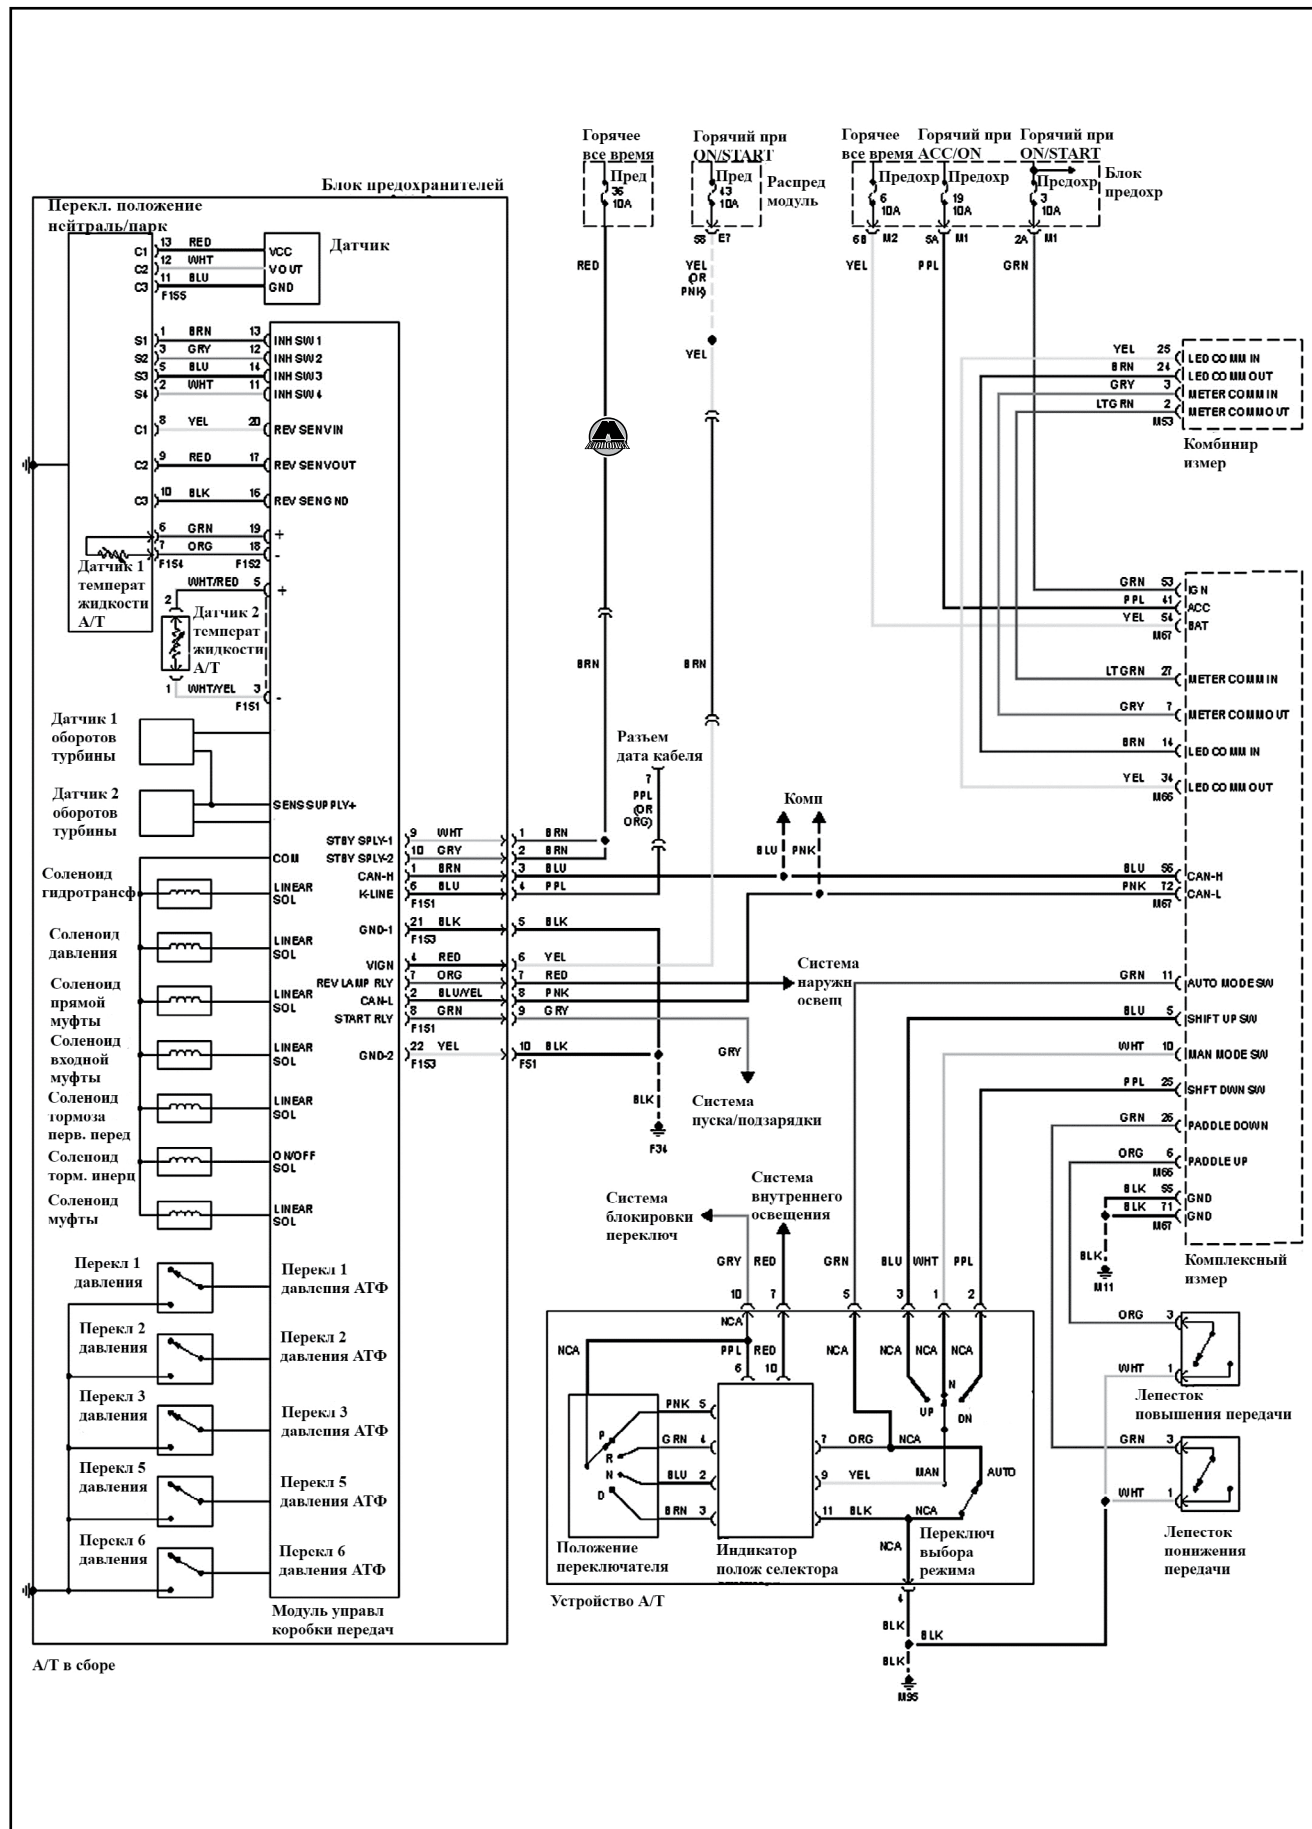 Горячее
все время
Горячий при
ON/START
Горячее
все время
Горячий при
ACC/ON
Горячий при
ON/START
Пред
36
10A
Пред
43
10A
Распред
модуль
Предохр
6
10A
Предохр
19
10A
Предохр
3
10A
Блок
предохр
E7
6B M2
5A M1
2A M1
RED
YEL
(OR
PNK)
YEL
YEL
PPL
GRN
BRN
BRN
Блок предохранителей
Перекл. положение
нейтраль/парк
C1 13 RED VCC
C2 12 WHT VOUT
C3 11 BLU GND
F155
Датчик
S1 1 BRN 13 INH SW1
S2 3 GRY 12 INH SW2
S3 5 BLU 14 INH SW3
S4 2 WHT 11 INH SW4
C1 8 YEL 20 REV SENVIN
C2 9 RED 17 REV SENVOUT
C3 10 BLK 16 REV SENGND
6 GRN 19 +
7 ORG 18 -
F154 F152
Датчик 1
температ
жидкости
А/Т
WHT/RED 5 +
2
Датчик 2
температ
жидкости
А/Т
1 WHT/YEL 3 -
F151
Датчик 1
оборотов
турбины
Датчик 2
оборотов
турбины
SENS SUPPLY+
COM
Соленоид
гидротрансф
LINEAR
SOL
Соленоид
давления
LINEAR
SOL
Соленоид
прямой
муфты
LINEAR
SOL
Соленоид
входной
муфты
LINEAR
SOL
Соленоид
тормоза
перв. перед
LINEAR
SOL
Соленоид
торм. инерц
ON/OFF
SOL
Соленоид
муфты
LINEAR
SOL
STBY SPLY-1 9 WHT 1 BRN
STBY SPLY-2 10 GRY 2 BRN
CAN-H 1 BRN 3 BLU
K-LINE 6 BLU 4 PPL
F151
GND-1 21 BLK 5 BLK
F153
VIGN 4 RED 6 YEL
REV LAMP RLY 7 ORG 7 RED
CAN-L 2 BLU/YEL 8 PNK
START RLY 8 GRN 9 GRY
F151
GND-2 22 YEL 10 BLK
F153 F51
Разъем
дата кабеля
7
PPL
(OR
ORG)
Комп
BLU
PNK
Система
наружн
освещ
GRY
Система
пуска/подзарядки
BLK
F34
Перекл 1
давления
Перекл 1
давления АТФ
Перекл 2
давления
Перекл 2
давления АТФ
Перекл 3
давления
Перекл 3
давления АТФ
Перекл 5
давления
Перекл 5
давления АТФ
Перекл 6
давления
Перекл 6
давления АТФ
Модуль управл
коробки передач
А/Т в сборе
YEL 25 LED COMM IN
BRN 24 LED COMM OUT
GRY 3 METER COMM IN
LTGRN 2 METER COMM OUT
M53
Комбинир
измер
GRN 53 IGN
PPL 41 ACC
YEL 54 BAT
M67
LTGRN 27 METER COMM IN
GRY 7 METER COMM OUT
BRN 14 LED COMM IN
YEL 34 LED COMM OUT
M66
BLU 56 CAN-H
PNK 72 CAN-L
M67
GRN 11 AUTO MODE SW
BLU 5 SHIFT UP SW
WHT 10 MAN MODE SW
PPL 25 SHFT DWN SW
GRN 26 PADDLE DOWN
ORG 6 PADDLE UP
M66
BLK 55 GND
BLK 71 GND
M67
BLK
M11
Комплексный
измер
ORG 3
WHT 1
Лепесток
повышения передачи
GRN 3
WHT 1
Лепесток
понижения
передачи
Система
блокировки
переключ
Система
внутреннего
освещения
GRY RED GRN BLU WHT PPL
10 7 5 3 1 2
NCA
NCA PPL RED NCA NCA NCA NCA
6 10
N
UP
DN
PNK 5
P
GRN 4
R
BLU 2
N
D
BRN 3
7 ORG NCA
9 YEL MAN AUTO
11 BLK NCA
NCA
Положение
переключателя
Индикатор
полож селектора
Переключ
выбора
режима
4
Устройство А/Т
BLK
BLK
BLK
M95